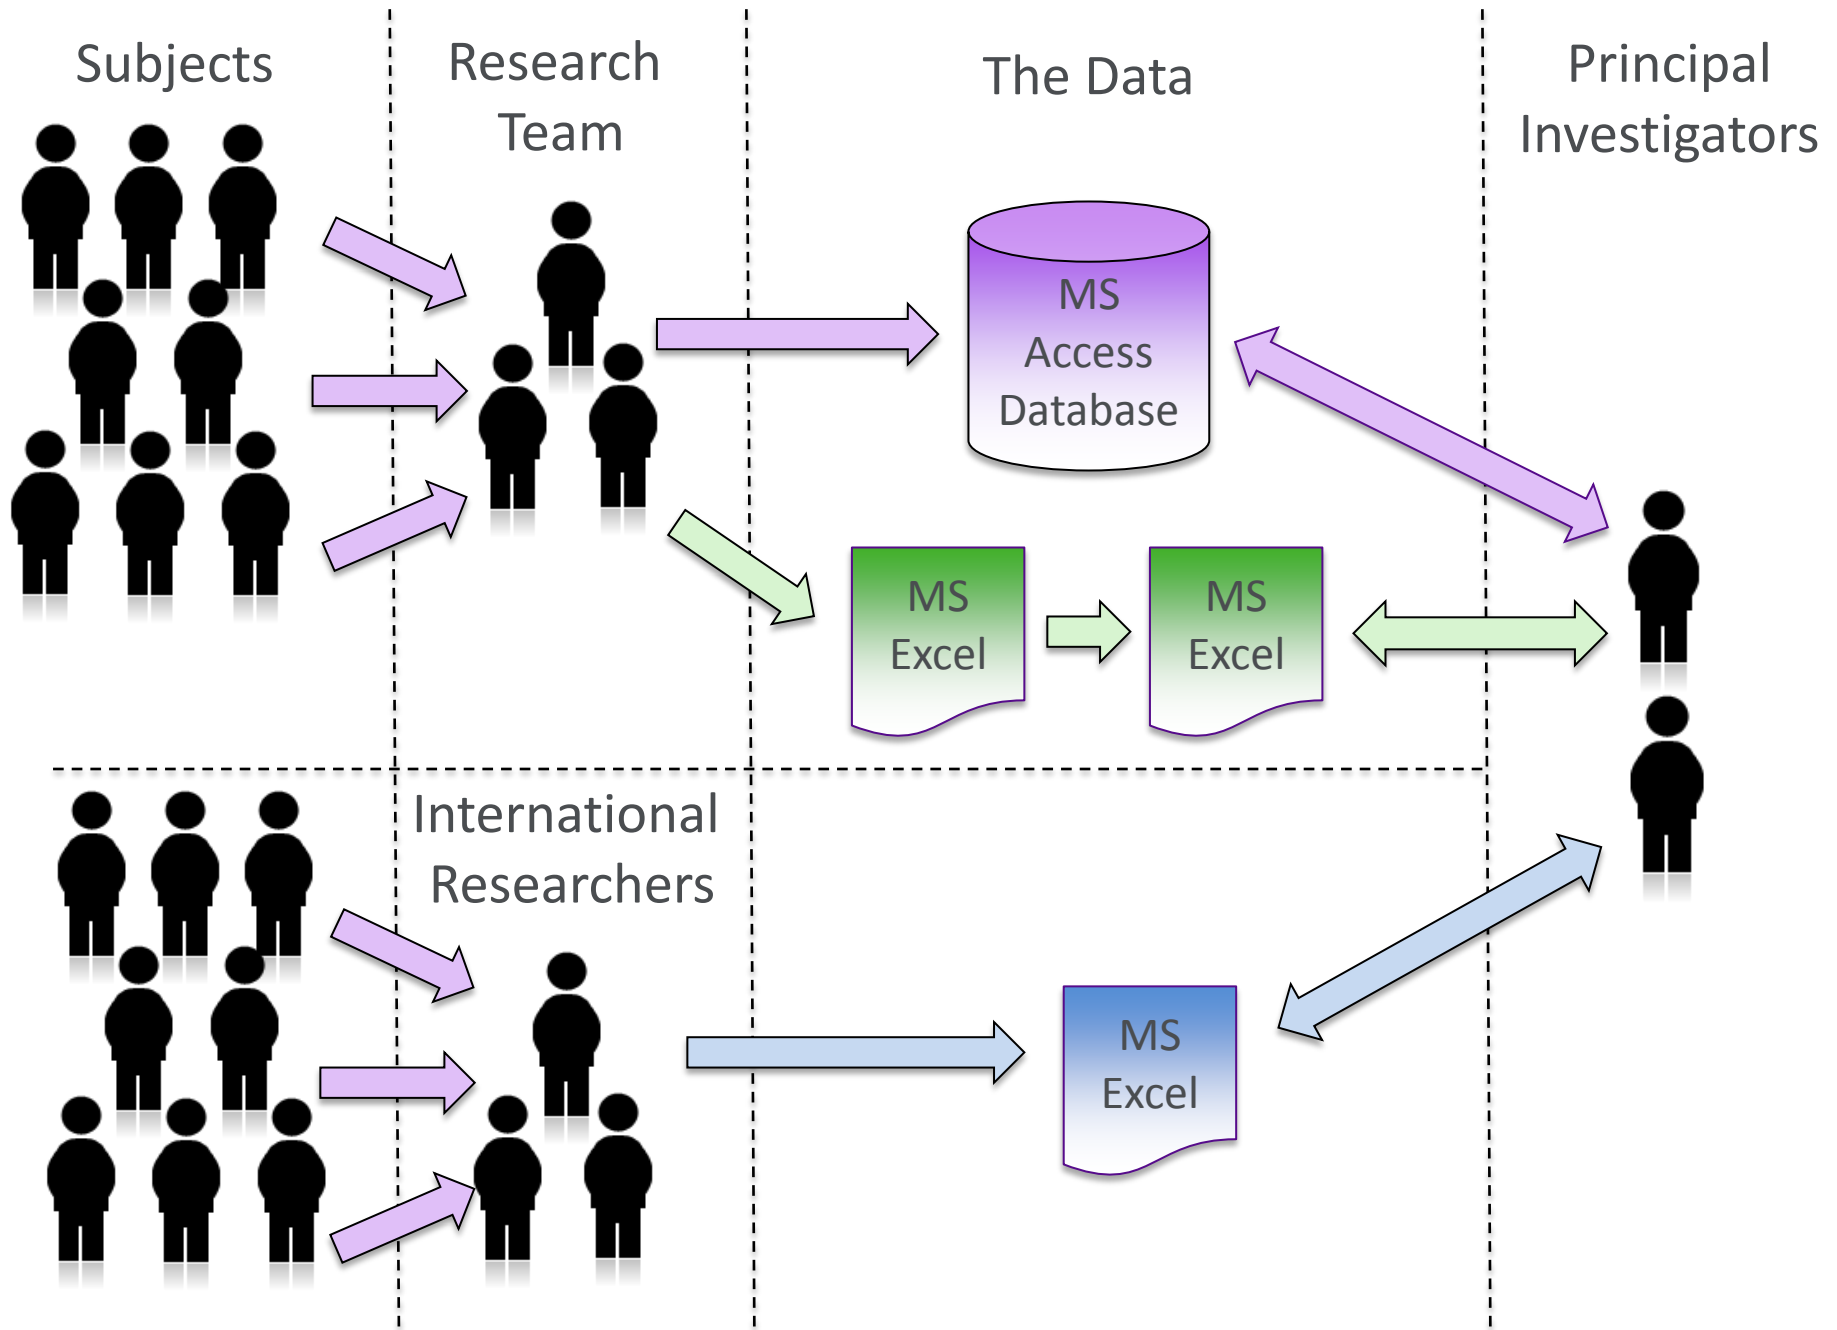 Subjects
Research
Team
The Data
Principal
Investigators
MS
Access
Database
MS
Excel
MS
Excel
International
Researchers
MS
Excel